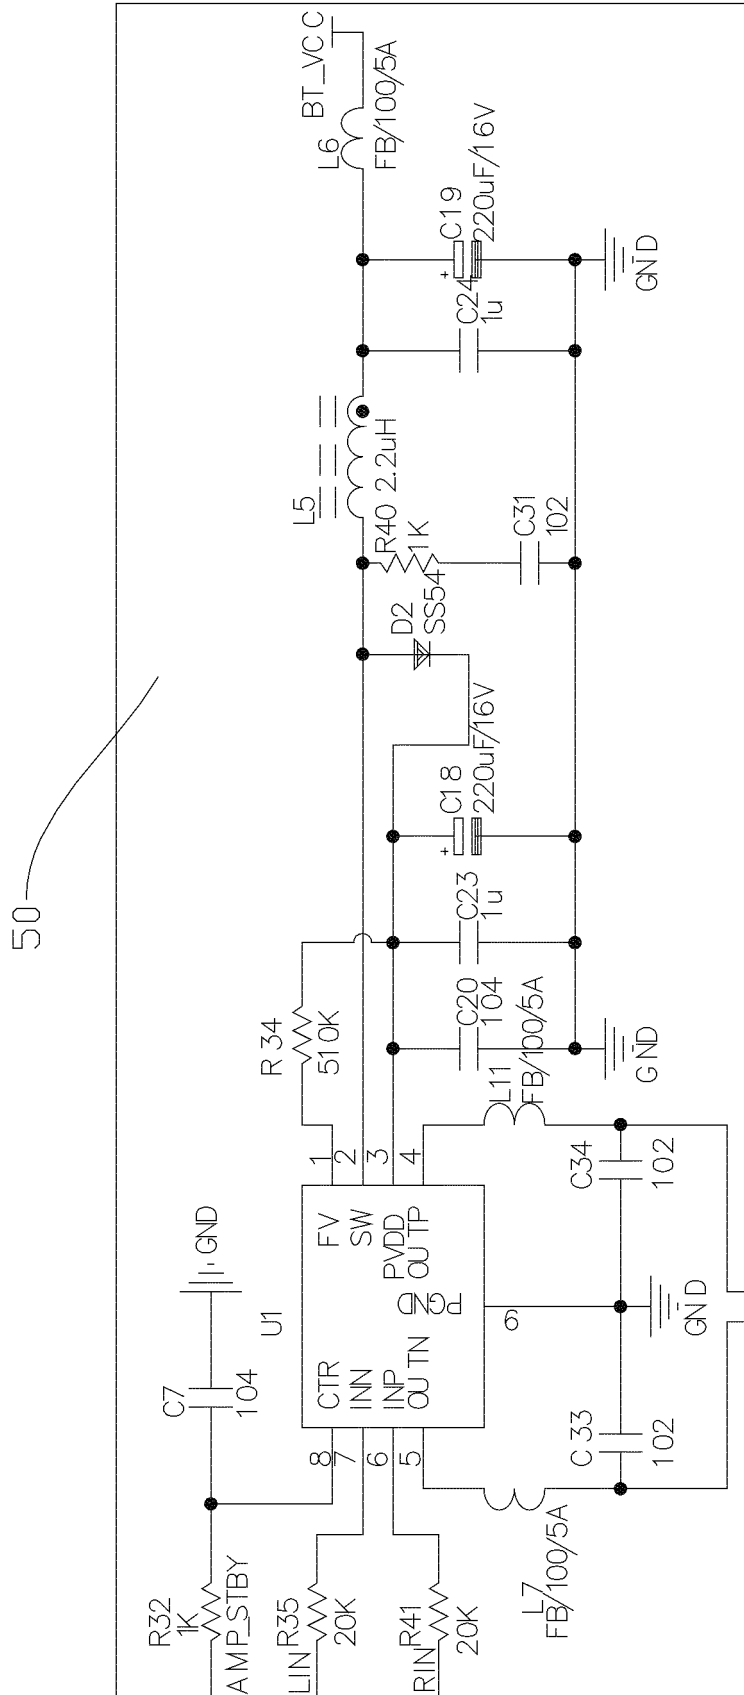 50
BT_VCC
L6
FB/100/5A
C19
220uF/16V
+
GND
C24
1u
L5
2.2uH
R40
1K
C31
102
D2
SS54
C18
220uF/16V
+
C23
1u
C20
104
GND
R34
510K
L11
FB/100/5A
1
2
3
4
FV
SW
PVDD
OUTP
PGND
U1
CTR
INN
INP
OUTN
8
7
6
5
9
C34
102
GND
C33
102
GND
C7
104
L7
FB/100/5A
R32
1K
AMP_STBY
R35
20K
LIN
R41
20K
RIN